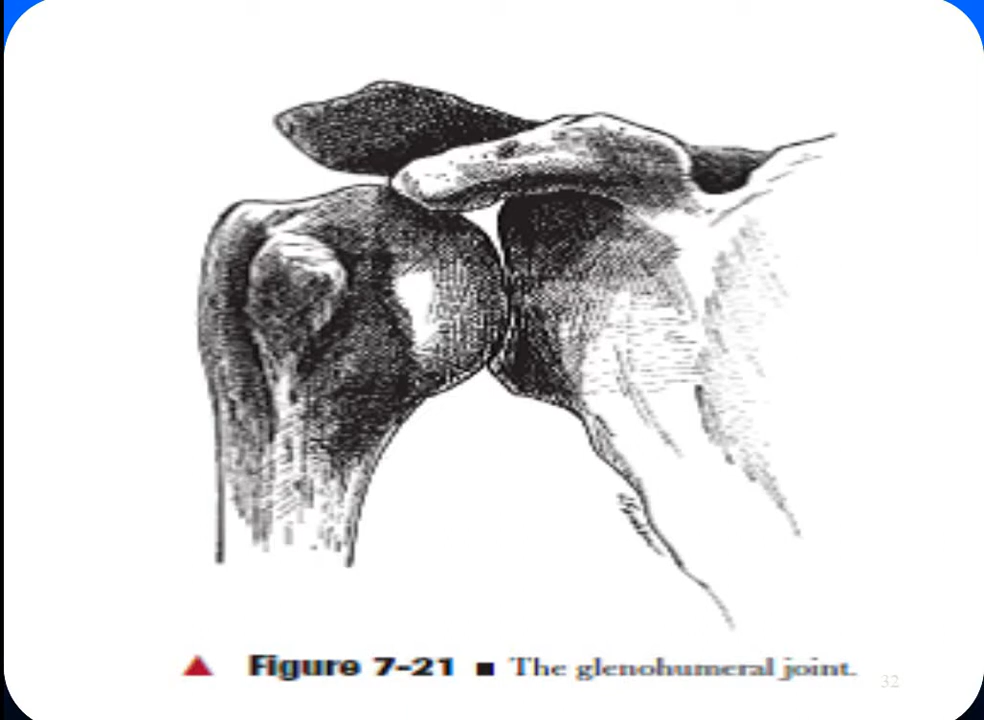 ▲ Figure 7–21 ■ The glenohumeral joint.
32